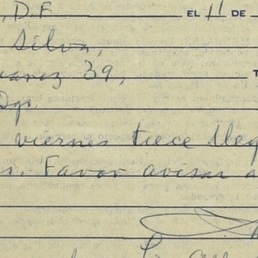 , D.F. EL 11 DE
Silva,
uarez 39, T
Dgo.
viernes trece lleg
s. Favor avisar a